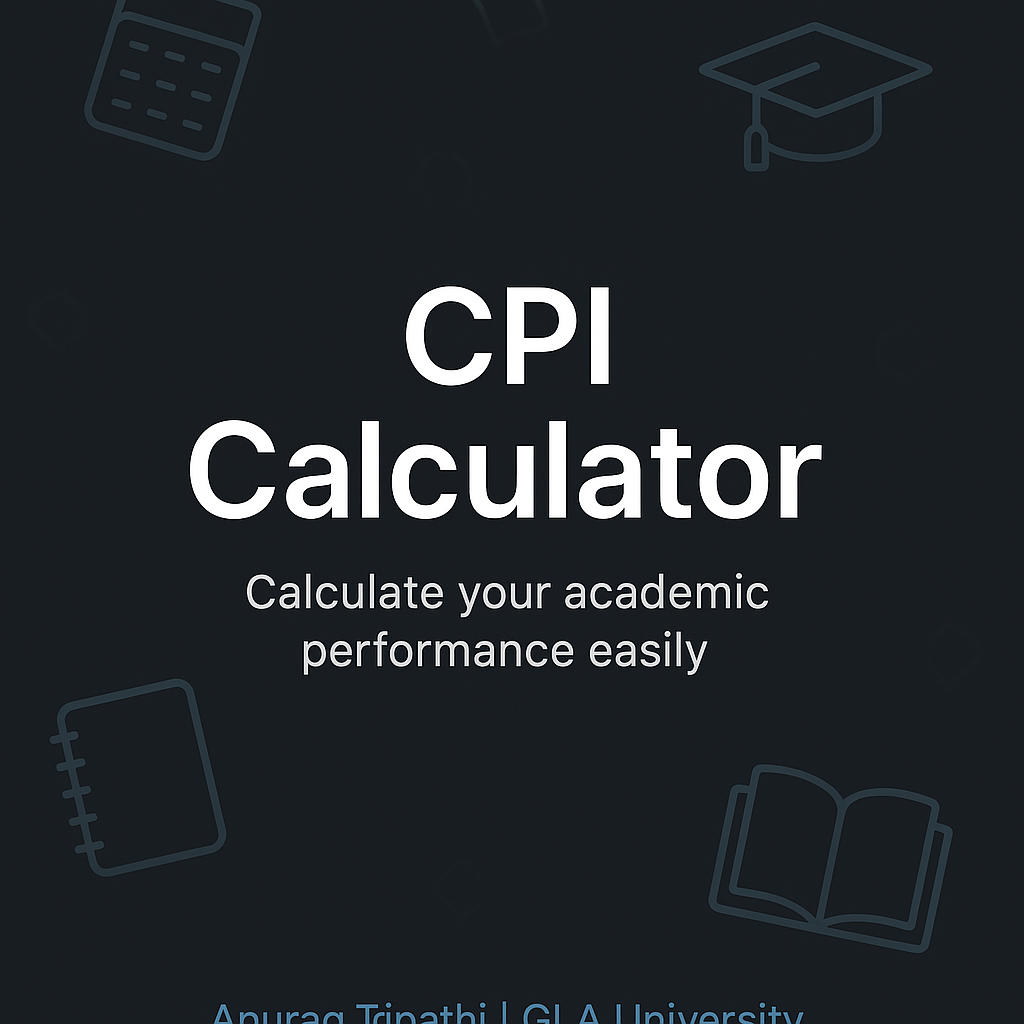 CPI
Calculator
Calculate your academic
performance easily
Anurag Tripathi | GLA University